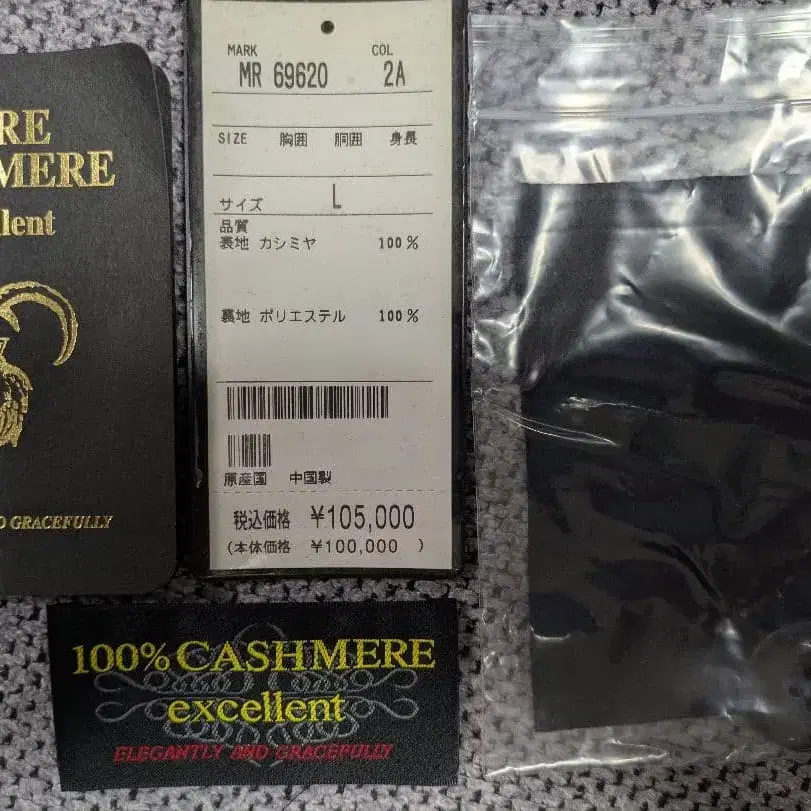 RE
MERE
llent
D GRACEFULLY
MARK COL
MR 69620 2A
SIZE 胸囲 胴囲 身長
サイズ L
品質
表地 カシミヤ 100%
裏地 ポリエステル 100%
原産国 中国製
税込価格 ¥105,000
(本体価格 ¥100,000 )
100%CASHMERE
excellent
ELEGANTLY AND GRACEFULLY